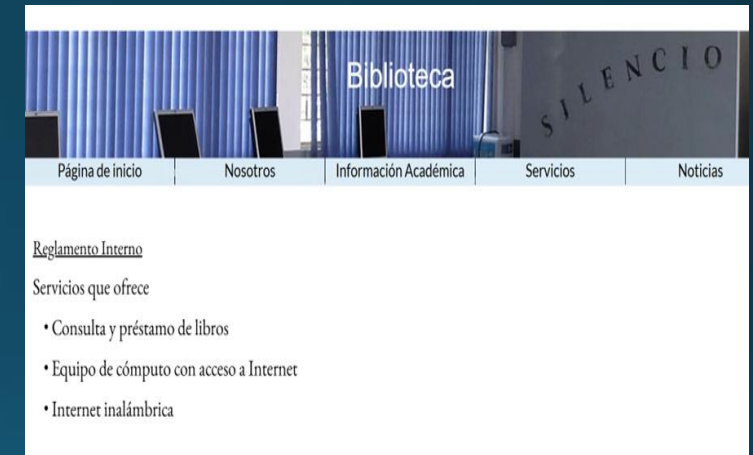 Biblioteca
SILENCIO
Página de inicio
Nosotros
Información Académica
Servicios
Noticias
Reglamento Interno
Servicios que ofrece
• Consulta y préstamo de libros
• Equipo de cómputo con acceso a Internet
• Internet inalámbrica